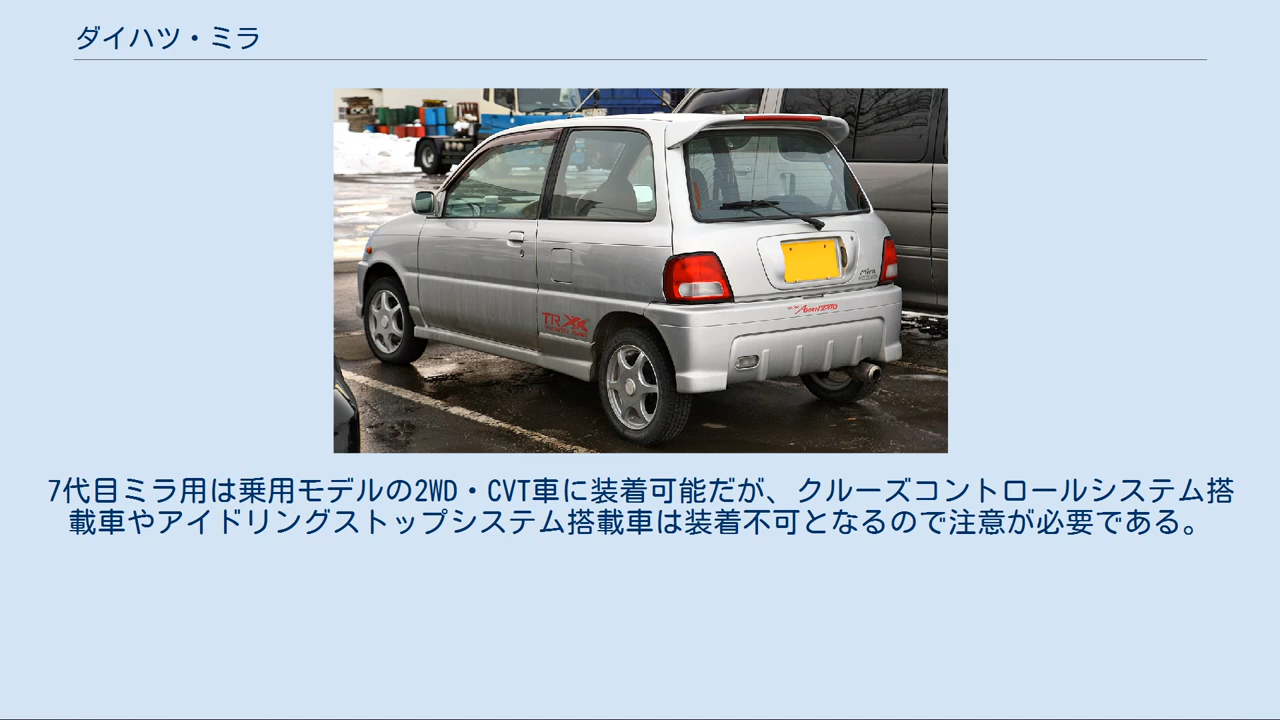 ダイハツ・ミラ
Mira
TR-XX
AVANZATO
7代目ミラ用は乗用モデルの2WD・CVT車に装着可能だが、クルーズコントロールシステム搭
載車やアイドリングストップシステム搭載車は装着不可となるので注意が必要である。